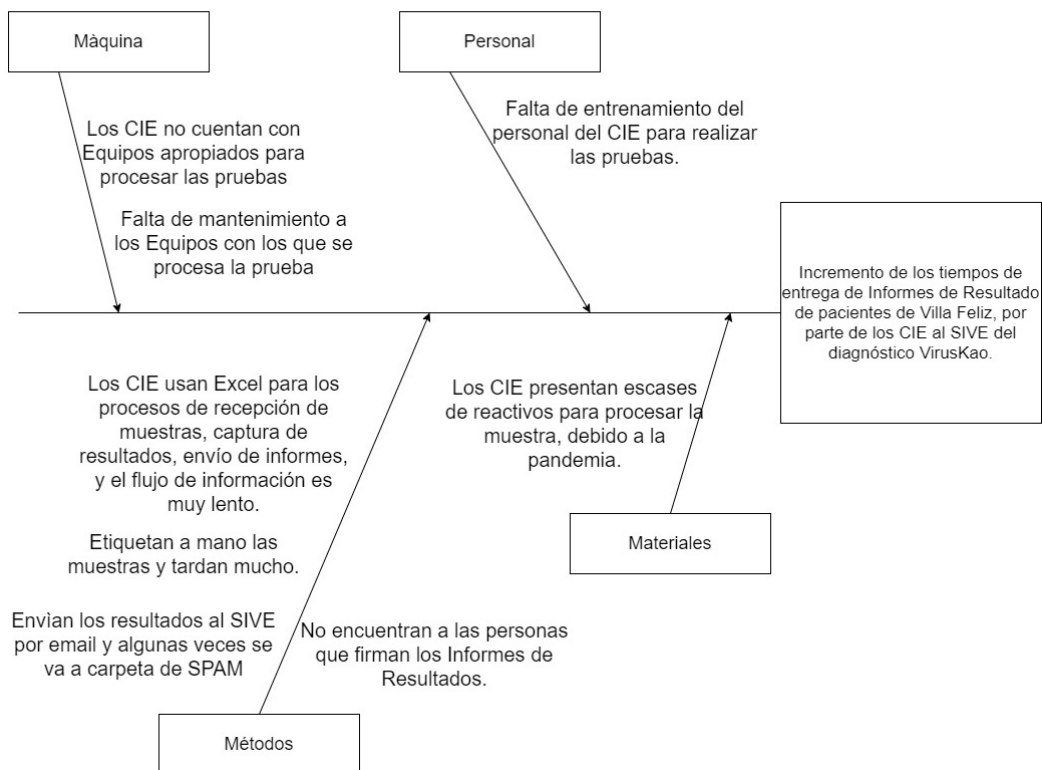 Màquina
Personal
Los CIE no cuentan con
Equipos apropiados para
procesar las pruebas
Falta de mantenimiento a
los Equipos con los que se
procesa la prueba
Falta de entrenamiento del
personal del CIE para realizar
las pruebas.
Incremento de los tiempos de
entrega de Informes de Resultado
de pacientes de Villa Feliz, por
parte de los CIE al SIVE del
diagnóstico VirusKao.
Los CIE usan Excel para los
procesos de recepción de
muestras, captura de
resultados, envío de informes,
y el flujo de información es
muy lento.
Etiquetan a mano las
muestras y tardan mucho.
Envìan los resultados al SIVE
por email y algunas veces se
va a carpeta de SPAM
No encuentran a las personas
que firman los Informes de
Resultados.
Los CIE presentan escases
de reactivos para procesar la
muestra, debido a la
pandemia.
Materiales
Métodos